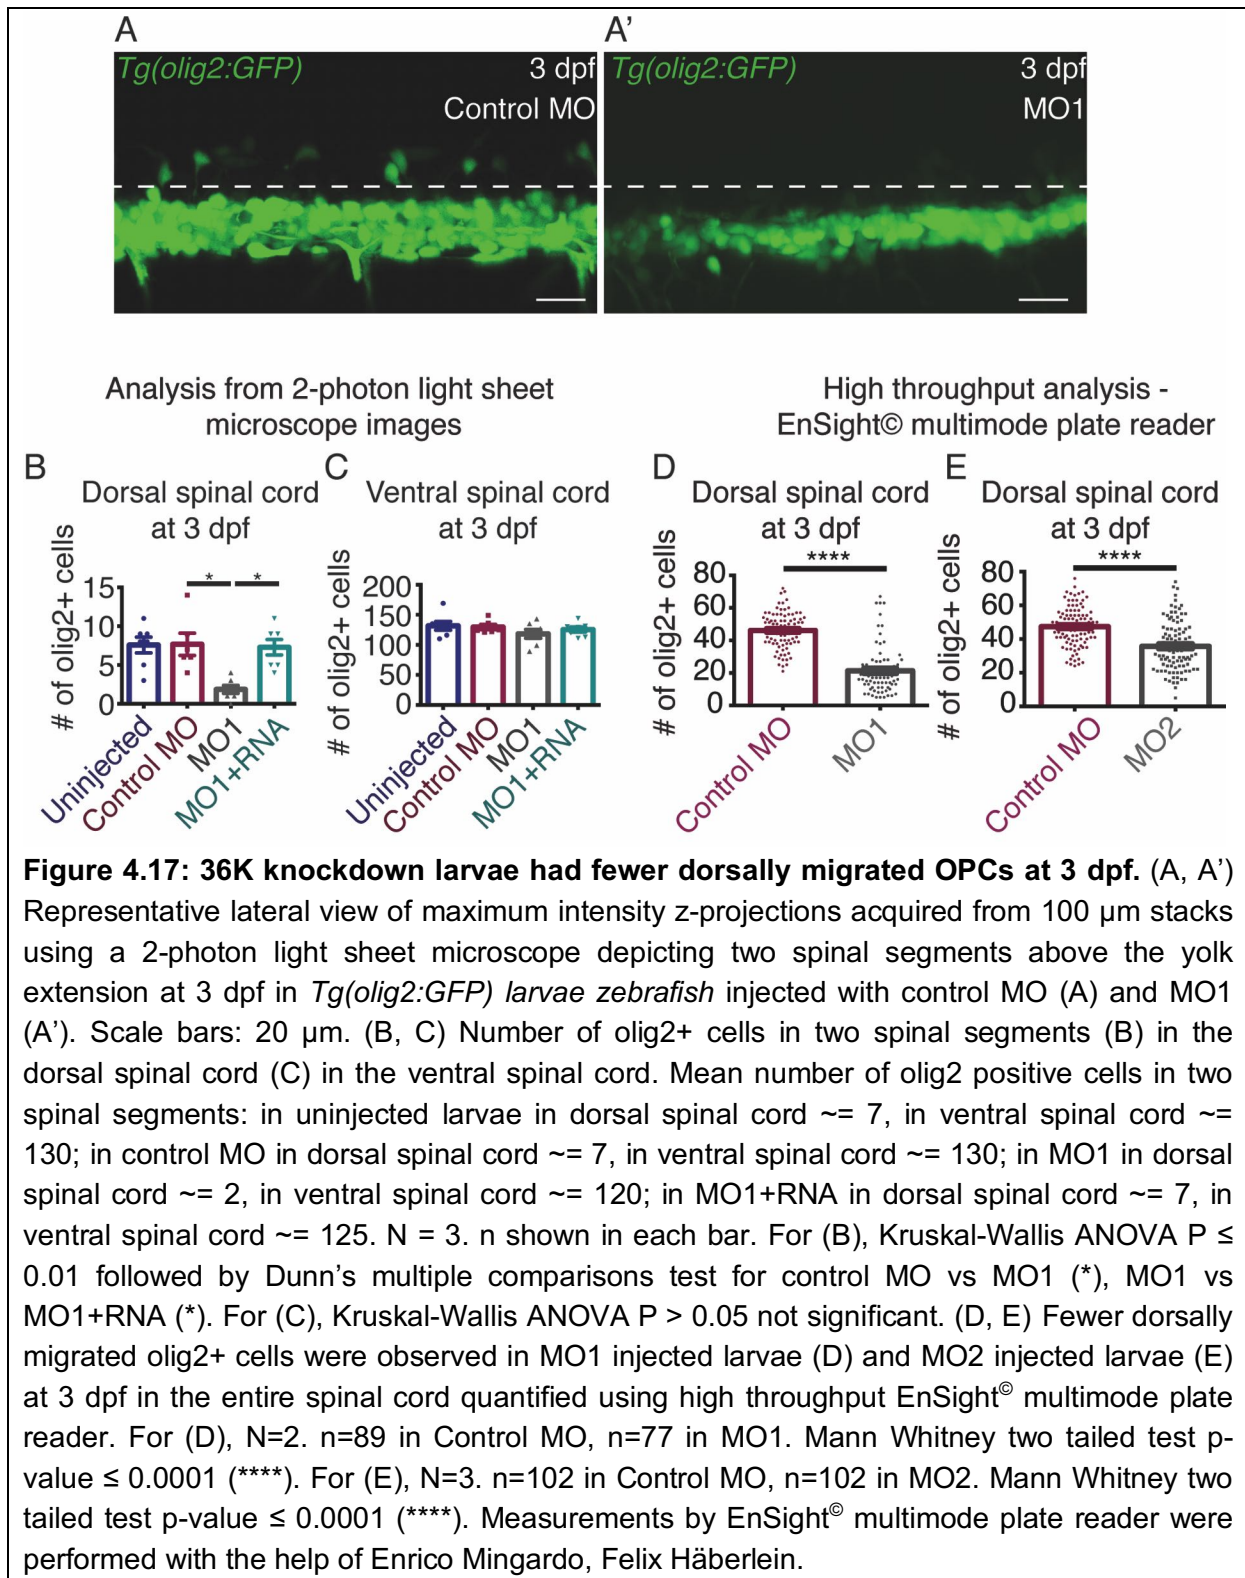 A
A’
Tg(olig2:GFP)
3 dpf
Control MO
Tg(olig2:GFP)
3 dpf
MO1
Analysis from 2-photon light sheet
microscope images
High throughput analysis -
EnSight© multimode plate reader
B
Dorsal spinal cord
at 3 dpf
# of olig2+ cells
15
10
5
0
* *
Uninjected
Control MO
MO1
MO1+RNA
C
Ventral spinal cord
at 3 dpf
# of olig2+ cells
200
150
100
50
0
Uninjected
Control MO
MO1
MO1+RNA
D
Dorsal spinal cord
at 3 dpf
# of olig2+ cells
80
60
40
20
0
****
Control MO
MO1
E
Dorsal spinal cord
at 3 dpf
# of olig2+ cells
80
60
40
20
0
****
Control MO
MO2
Figure 4.17: 36K knockdown larvae had fewer dorsally migrated OPCs at 3 dpf. (A, A’)
Representative lateral view of maximum intensity z-projections acquired from 100 µm stacks
using a 2-photon light sheet microscope depicting two spinal segments above the yolk
extension at 3 dpf in Tg(olig2:GFP) larvae zebrafish injected with control MO (A) and MO1
(A’). Scale bars: 20 µm. (B, C) Number of olig2+ cells in two spinal segments (B) in the
dorsal spinal cord (C) in the ventral spinal cord. Mean number of olig2 positive cells in two
spinal segments: in uninjected larvae in dorsal spinal cord ~= 7, in ventral spinal cord ~=
130; in control MO in dorsal spinal cord ~= 7, in ventral spinal cord ~= 130; in MO1 in dorsal
spinal cord ~= 2, in ventral spinal cord ~= 120; in MO1+RNA in dorsal spinal cord ~= 7, in
ventral spinal cord ~= 125. N = 3. n shown in each bar. For (B), Kruskal-Wallis ANOVA P ≤
0.01 followed by Dunn’s multiple comparisons test for control MO vs MO1 (*), MO1 vs
MO1+RNA (*). For (C), Kruskal-Wallis ANOVA P > 0.05 not significant. (D, E) Fewer dorsally
migrated olig2+ cells were observed in MO1 injected larvae (D) and MO2 injected larvae (E)
at 3 dpf in the entire spinal cord quantified using high throughput EnSight© multimode plate
reader. For (D), N=2. n=89 in Control MO, n=77 in MO1. Mann Whitney two tailed test p-
value ≤ 0.0001 (****). For (E), N=3. n=102 in Control MO, n=102 in MO2. Mann Whitney two
tailed test p-value ≤ 0.0001 (****). Measurements by EnSight© multimode plate reader were
performed with the help of Enrico Mingardo, Felix Häberlein.